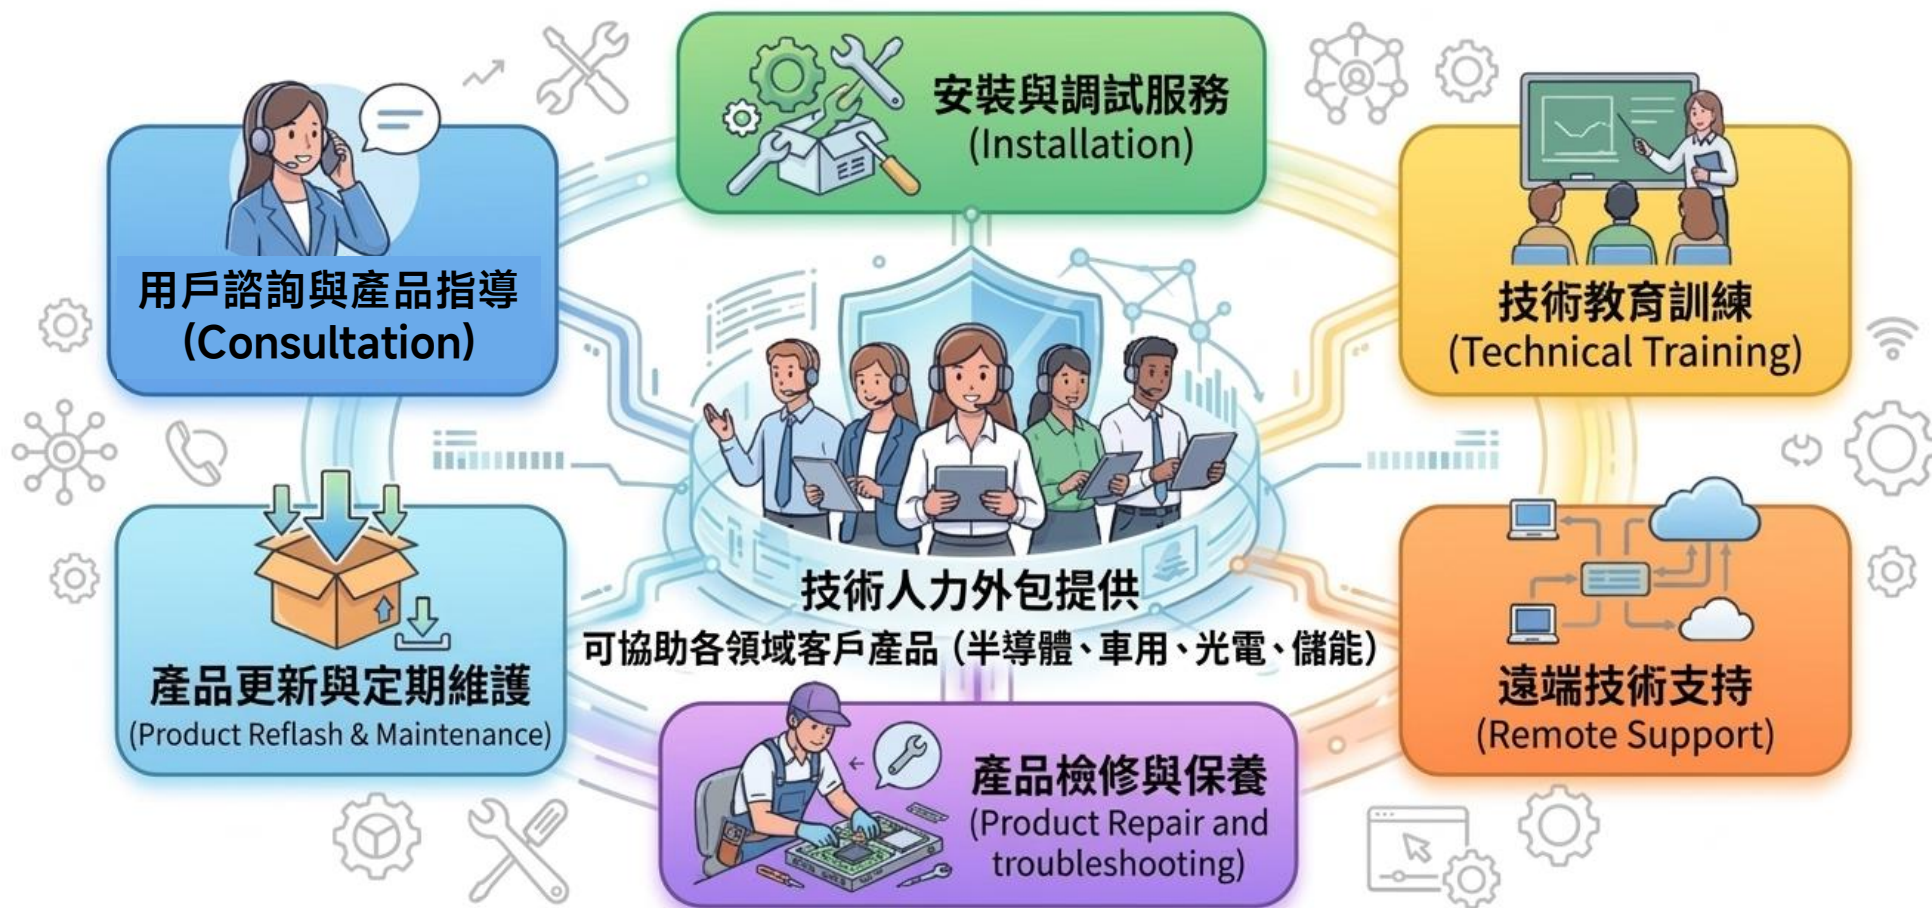 安裝與調試服務
(Installation)
用戶諮詢與產品指導
(Consultation)
技術教育訓練
(Technical Training)
技術人力外包提供
可協助各領域客戶產品（半導體、車用、光電、儲能）
產品更新與定期維護
(Product Reflash & Maintenance)
遠端技術支持
(Remote Support)
產品檢修與保養
(Product Repair and
troubleshooting)